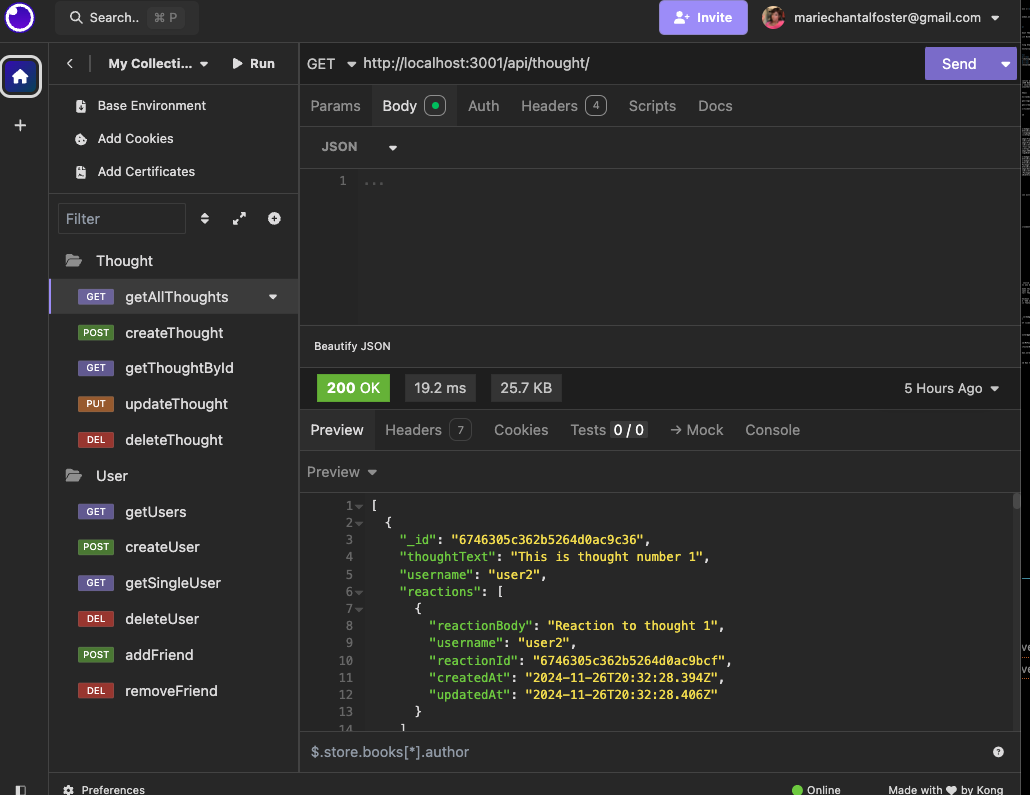 Search.. ⌘ P
Invite
mariechantalfoster@gmail.com
My Collecti...
Run
GET http://localhost:3001/api/thought/
Send
Base Environment
Add Cookies
Add Certificates
Filter
Thought
GET getAllThoughts
POST createThought
GET getThoughtById
PUT updateThought
DEL deleteThought
User
GET getUsers
POST createUser
GET getSingleUser
DEL deleteUser
POST addFriend
DEL removeFriend
Preferences
Params Body Auth Headers 4 Scripts Docs
JSON
1 ...
Beautify JSON
200 OK 19.2 ms 25.7 KB 5 Hours Ago
Preview Headers 7 Cookies Tests 0 / 0 → Mock Console
Preview
1 [
2 {
3 "_id": "6746305c362b5264d0ac9c36",
4 "thoughtText": "This is thought number 1",
5 "username": "user2",
6 "reactions": [
7 {
8 "reactionBody": "Reaction to thought 1",
9 "username": "user2",
10 "reactionId": "6746305c362b5264d0ac9bcf",
11 "createdAt": "2024-11-26T20:32:28.394Z",
12 "updatedAt": "2024-11-26T20:32:28.406Z"
13 }
14 ]
$.store.books[*].author
Online
Made with ♥ by Kong